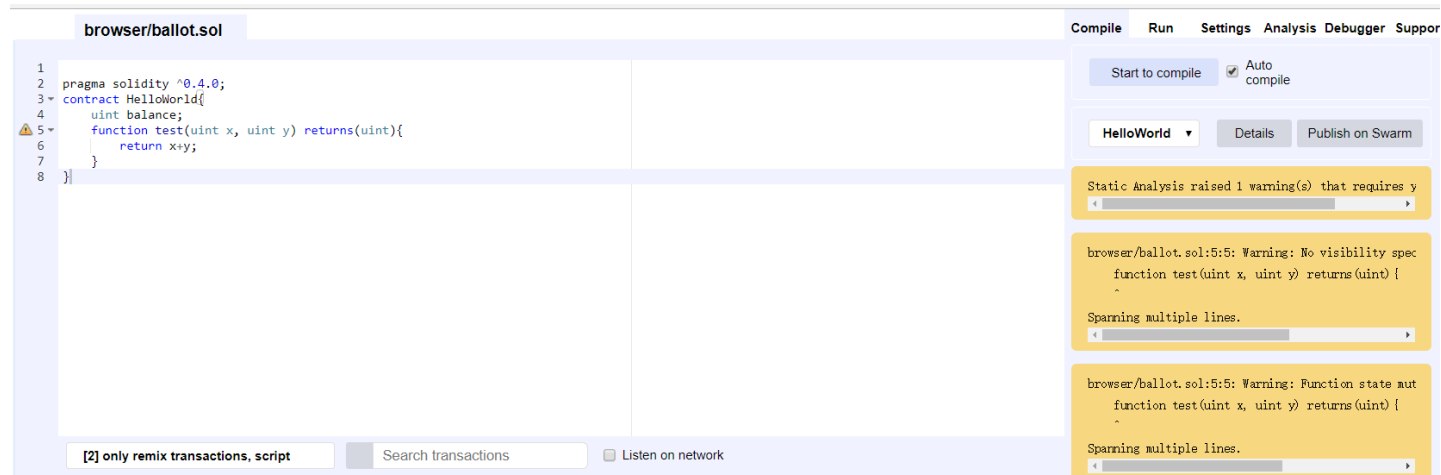 browser/ballot.sol
1
2 pragma solidity ^0.4.0;
3 contract HelloWorld{
4     uint balance;
5     function test(uint x, uint y) returns(uint){
6         return x+y;
7     }
8 }
[2] only remix transactions, script
Search transactions
Listen on network
Compile Run Settings Analysis Debugger Suppor
Start to compile
Auto compile
HelloWorld
Details
Publish on Swarm
Static Analysis raised 1 warning(s) that requires y
browser/ballot.sol:5:5: Warning: No visibility spec
function test(uint x, uint y) returns(uint){
^
Spanning multiple lines.
browser/ballot.sol:5:5: Warning: Function state mut
function test(uint x, uint y) returns(uint){
^
Spanning multiple lines.